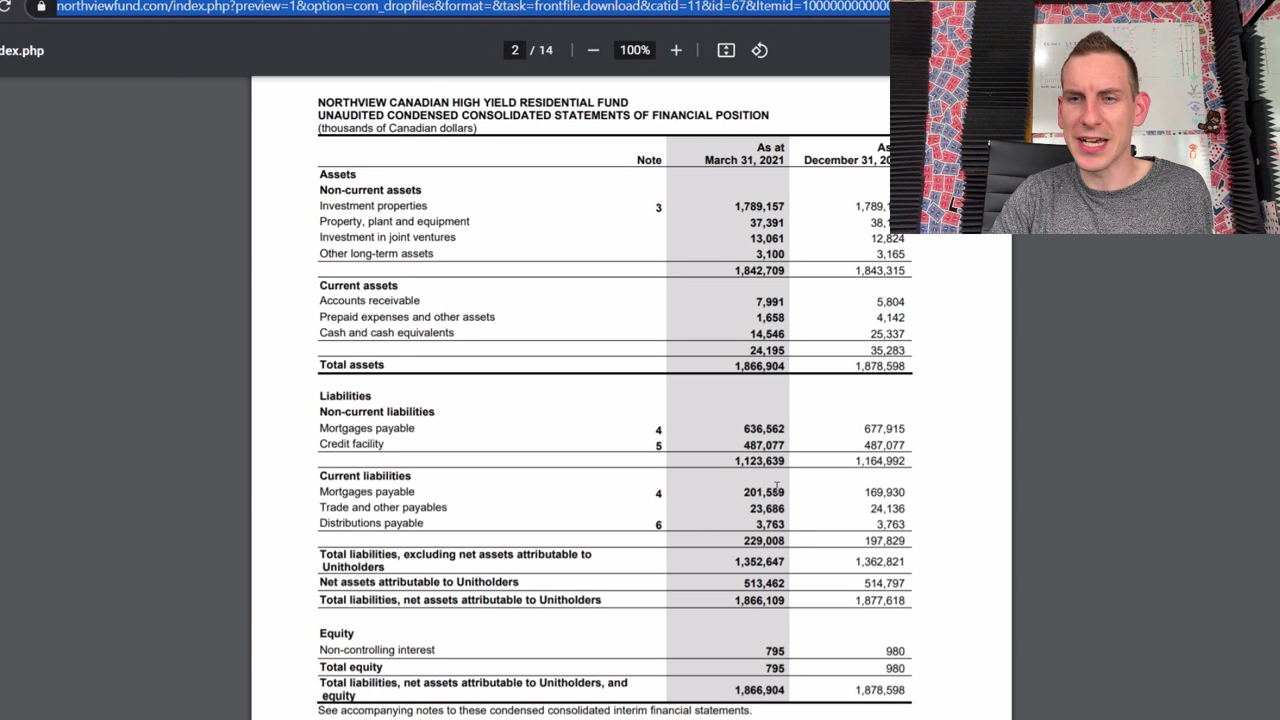 northviewfund.com/index.php?preview=1&option=com_dropfiles&format=&task=frontfile.download&catid=11&id=67&Itemid=1000000000000
dex.php
2 / 14
100%
NORTHVIEW CANADIAN HIGH YIELD RESIDENTIAL FUND
UNAUDITED CONDENSED CONSOLIDATED STATEMENTS OF FINANCIAL POSITION
(thousands of Canadian dollars)
As at As
Note March 31, 2021 December 31, 20
Assets
Non-current assets
Investment properties 3 1,789,157 1,789,
Property, plant and equipment 37,391 38,
Investment in joint ventures 13,061 12,824
Other long-term assets 3,100 3,165
1,842,709 1,843,315
Current assets
Accounts receivable 7,991 5,804
Prepaid expenses and other assets 1,658 4,142
Cash and cash equivalents 14,546 25,337
24,195 35,283
Total assets 1,866,904 1,878,598
Liabilities
Non-current liabilities
Mortgages payable 4 636,562 677,915
Credit facility 5 487,077 487,077
1,123,639 1,164,992
Current liabilities
Mortgages payable 4 201,559 169,930
Trade and other payables 23,686 24,136
Distributions payable 6 3,763 3,763
229,008 197,829
Total liabilities, excluding net assets attributable to
Unitholders 1,352,647 1,362,821
Net assets attributable to Unitholders 513,462 514,797
Total liabilities, net assets attributable to Unitholders 1,866,109 1,877,618
Equity
Non-controlling interest 795 980
Total equity 795 980
Total liabilities, net assets attributable to Unitholders, and
equity 1,866,904 1,878,598
See accompanying notes to these condensed consolidated interim financial statements.